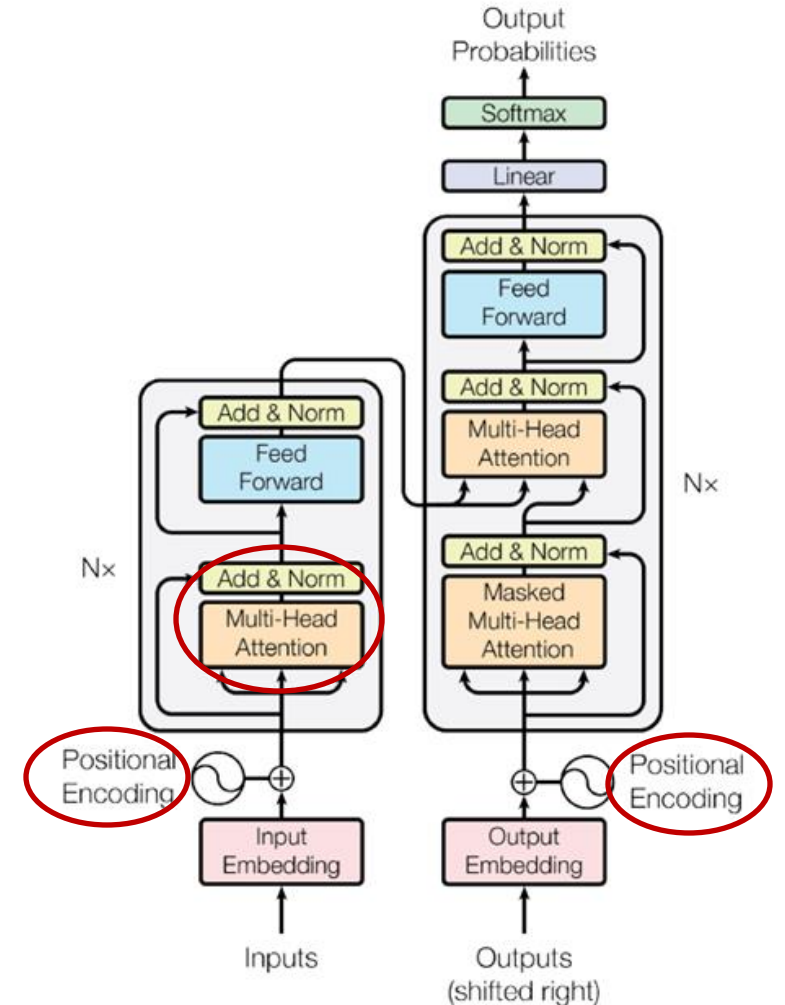 Output
Probabilities
Softmax
Linear
Add & Norm
Feed
Forward
Add & Norm
Multi-Head
Attention
Nx
Add & Norm
Masked
Multi-Head
Attention
Add & Norm
Feed
Forward
Nx
Add & Norm
Multi-Head
Attention
Positional
Encoding
Positional
Encoding
Input
Embedding
Output
Embedding
Inputs
Outputs
(shifted right)